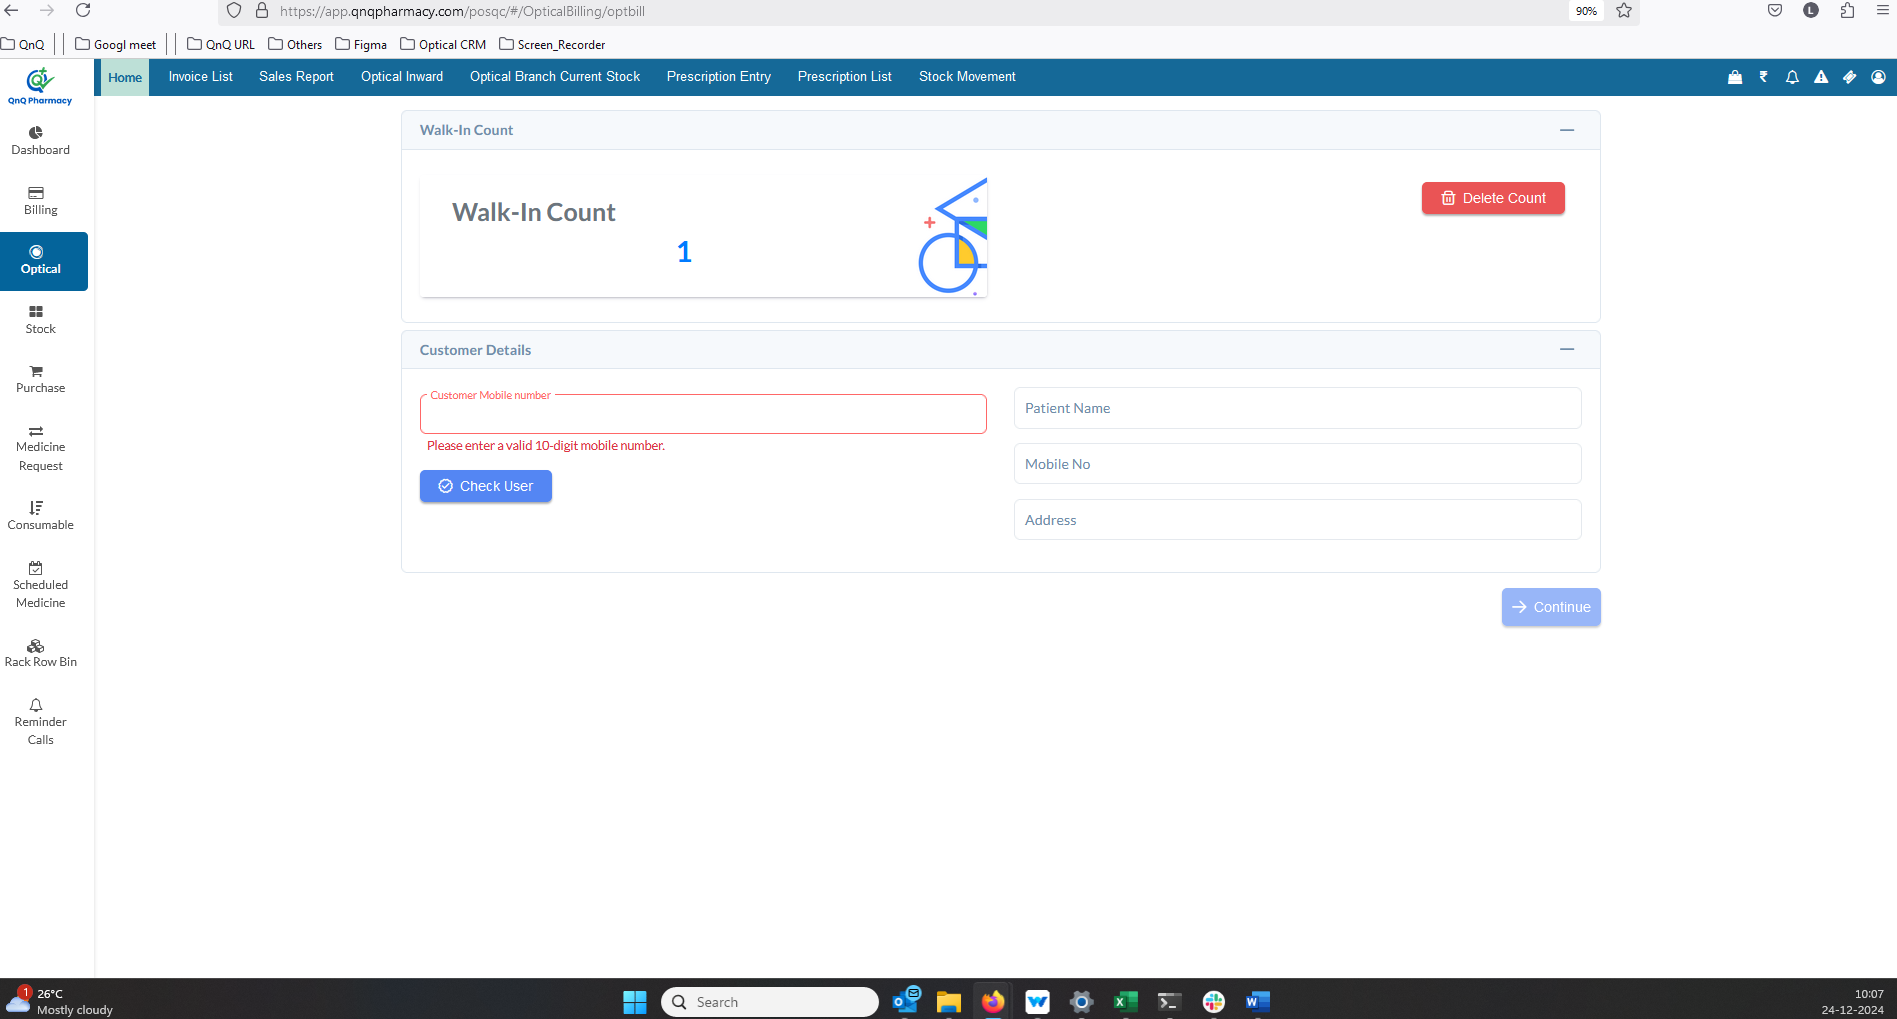 https://app.qnqpharmacy.com/posqc/#/OpticalBilling/optbill
90%
L
QnQ
Googl meet
QnQ URL
Others
Figma
Optical CRM
Screen_Recorder
QnQ Pharmacy
Home
Invoice List
Sales Report
Optical Inward
Optical Branch Current Stock
Prescription Entry
Prescription List
Stock Movement
₹
Dashboard
Billing
Optical
Stock
Purchase
Medicine
Request
Consumable
Scheduled
Medicine
Rack Row Bin
Reminder
Calls
Walk-In Count
Walk-In Count
1
Delete Count
Customer Details
Customer Mobile number
Please enter a valid 10-digit mobile number.
Check User
Patient Name
Mobile No
Address
Continue
1
26°C
Mostly cloudy
Search
10:07
24-12-2024